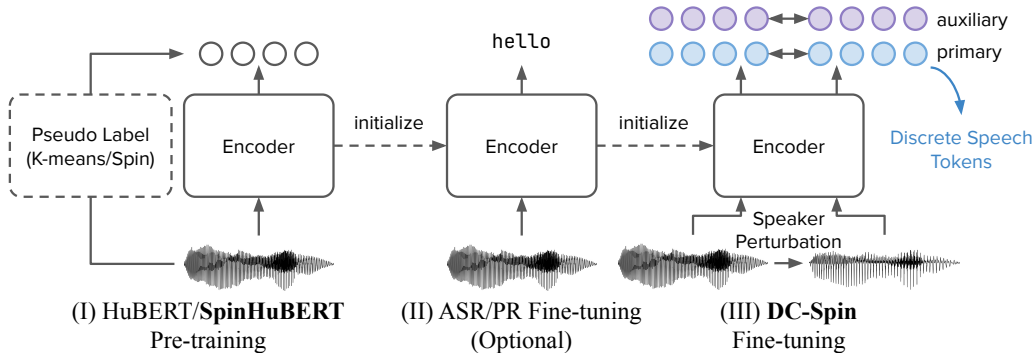 auxiliary
hello
primary
Pseudo Label
(K-means/Spin)
Encoder
initialize
Encoder
initialize
Encoder
Discrete Speech
Tokens
Speaker
Perturbation
(I) HuBERT/SpinHuBERT
Pre-training
(II) ASR/PR Fine-tuning
(Optional)
(III) DC-Spin
Fine-tuning